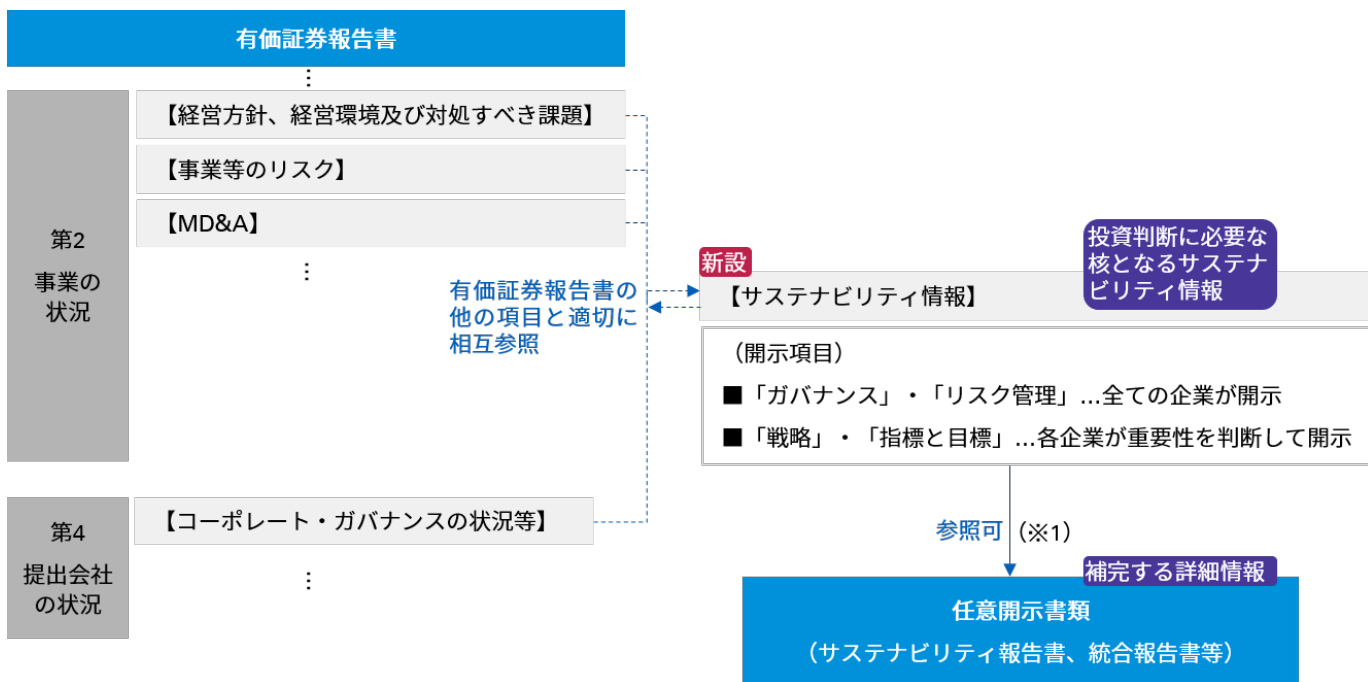 有価証券報告書
⋮
第2
事業の
状況
【経営方針、経営環境及び対処すべき課題】
【事業等のリスク】
【MD&A】
⋮
有価証券報告書の
他の項目と適切に
相互参照
新設
【サステナビリティ情報】
投資判断に必要な
核となるサステナ
ビリティ情報
（開示項目）
■「ガバナンス」・「リスク管理」…全ての企業が開示
■「戦略」・「指標と目標」…各企業が重要性を判断して開示
第4
提出会社
の状況
【コーポレート・ガバナンスの状況等】
⋮
参照可（※1）
補完する詳細情報
任意開示書類
（サステナビリティ報告書、統合報告書等）